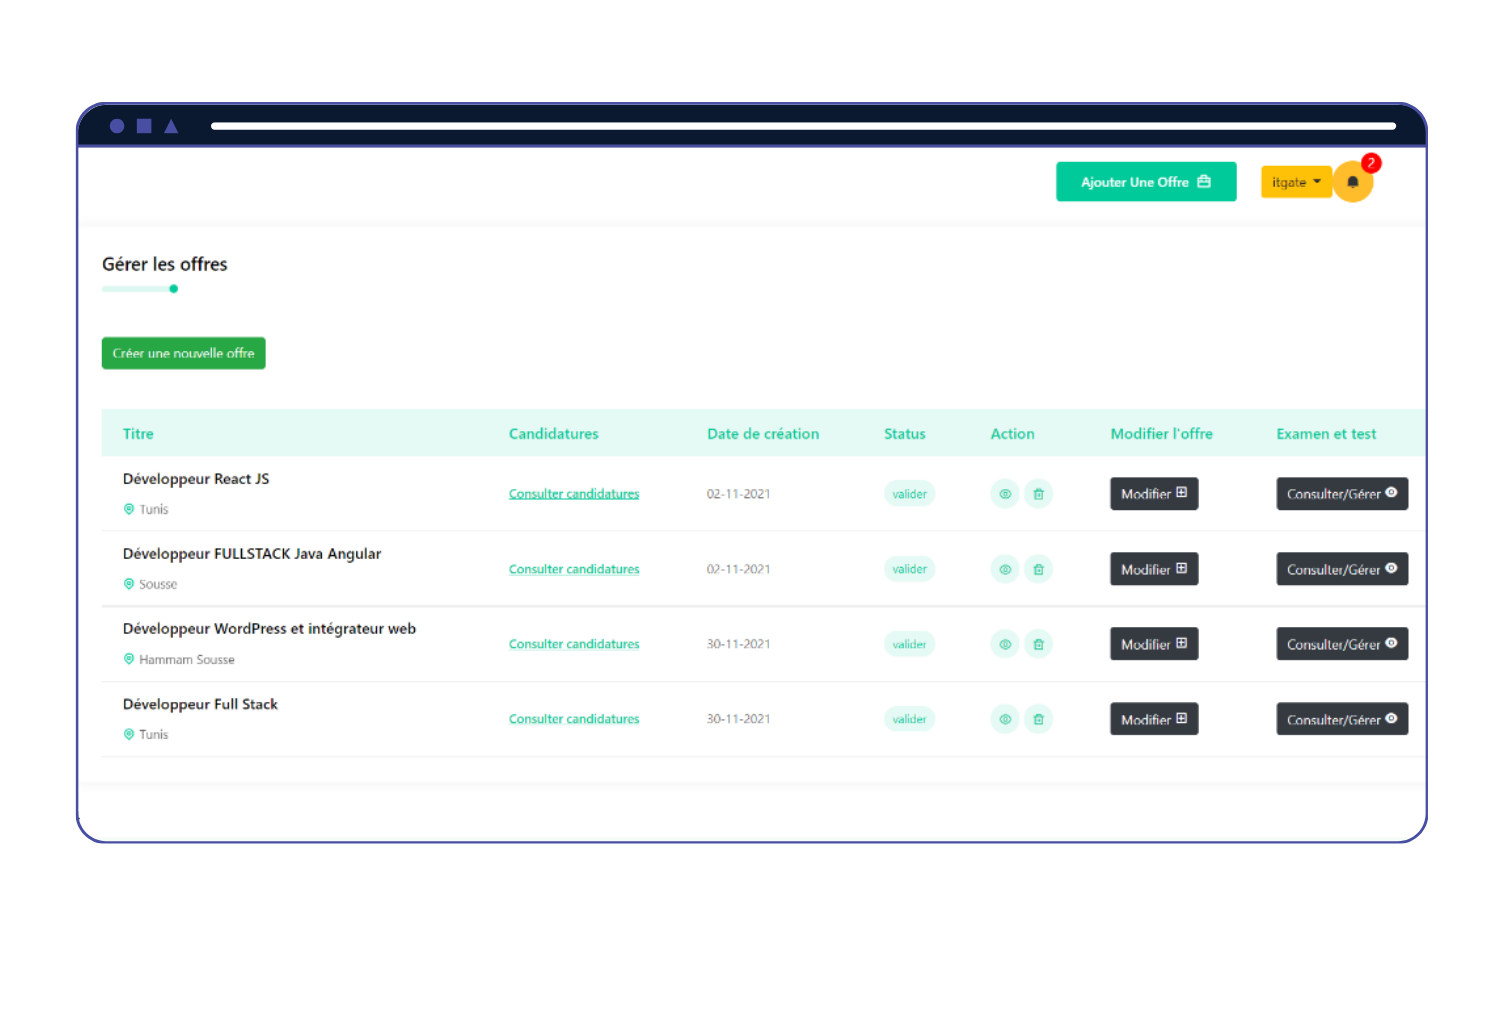 Ajouter Une Offre
itgate
2
Gérer les offres
Créer une nouvelle offre
Titre Candidatures Date de création Status Action Modifier l'offre Examen et test
Développeur React JS
Tunis
Consulter candidatures 02-11-2021 valider Modifier Consulter/Gérer
Développeur FULLSTACK Java Angular
Sousse
Consulter candidatures 02-11-2021 valider Modifier Consulter/Gérer
Développeur WordPress et intégrateur web
Hammam Sousse
Consulter candidatures 30-11-2021 valider Modifier Consulter/Gérer
Développeur Full Stack
Tunis
Consulter candidatures 30-11-2021 valider Modifier Consulter/Gérer